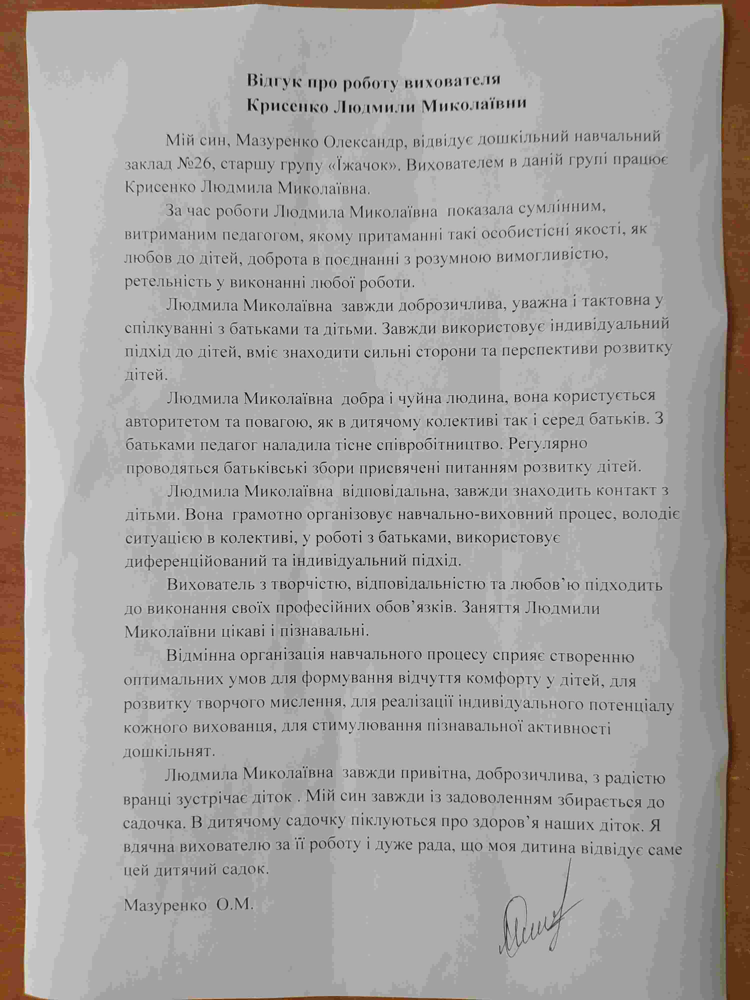 Відгук про роботу вихователя
Крисенко Людмили Миколаївни
Мій син, Мазуренко Олександр, відвідує дошкільний навчальний
заклад №26, старшу групу «Їжачок». Вихователем в даній групі працює
Крисенко Людмила Миколаївна.
За час роботи Людмила Миколаївна показала сумлінним,
витриманим педагогом, якому притаманні такі особистісні якості, як
любов до дітей, доброта в поєднанні з розумною вимогливістю,
ретельність у виконанні любої роботи.
Людмила Миколаївна завжди доброзичлива, уважна і тактовна у
спілкуванні з батьками та дітьми. Завжди використовує індивідуальний
підхід до дітей, вміє знаходити сильні сторони та перспективи розвитку
дітей.
Людмила Миколаївна добра і чуйна людина, вона користується
авторитетом та повагою, як в дитячому колективі так і серед батьків. З
батьками педагог наладила тісне співробітництво. Регулярно
проводяться батьківські збори присвячені питанням розвитку дітей.
Людмила Миколаївна відповідальна, завжди знаходить контакт з
дітьми. Вона грамотно організовує навчально-виховний процес, володіє
ситуацією в колективі, у роботі з батьками, використовує
диференційований та індивідуальний підхід.
Вихователь з творчістю, відповідальністю та любов’ю підходить
до виконання своїх професійних обов’язків. Заняття Людмили
Миколаївни цікаві і пізнавальні.
Відмінна організація навчального процесу сприяє створенню
оптимальних умов для формування відчуття комфорту у дітей, для
розвитку творчого мислення, для реалізації індивідуального потенціалу
кожного вихованця, для стимулювання пізнавальної активності
дошкільнят.
Людмила Миколаївна завжди привітна, доброзичлива, з радістю
вранці зустрічає діток . Мій син завжди із задоволенням збирається до
садочка. В дитячому садочку піклуються про здоров’я наших діток. Я
вдячна вихователю за її роботу і дуже рада, що моя дитина відвідує саме
цей дитячий садок.
Мазуренко О.М.